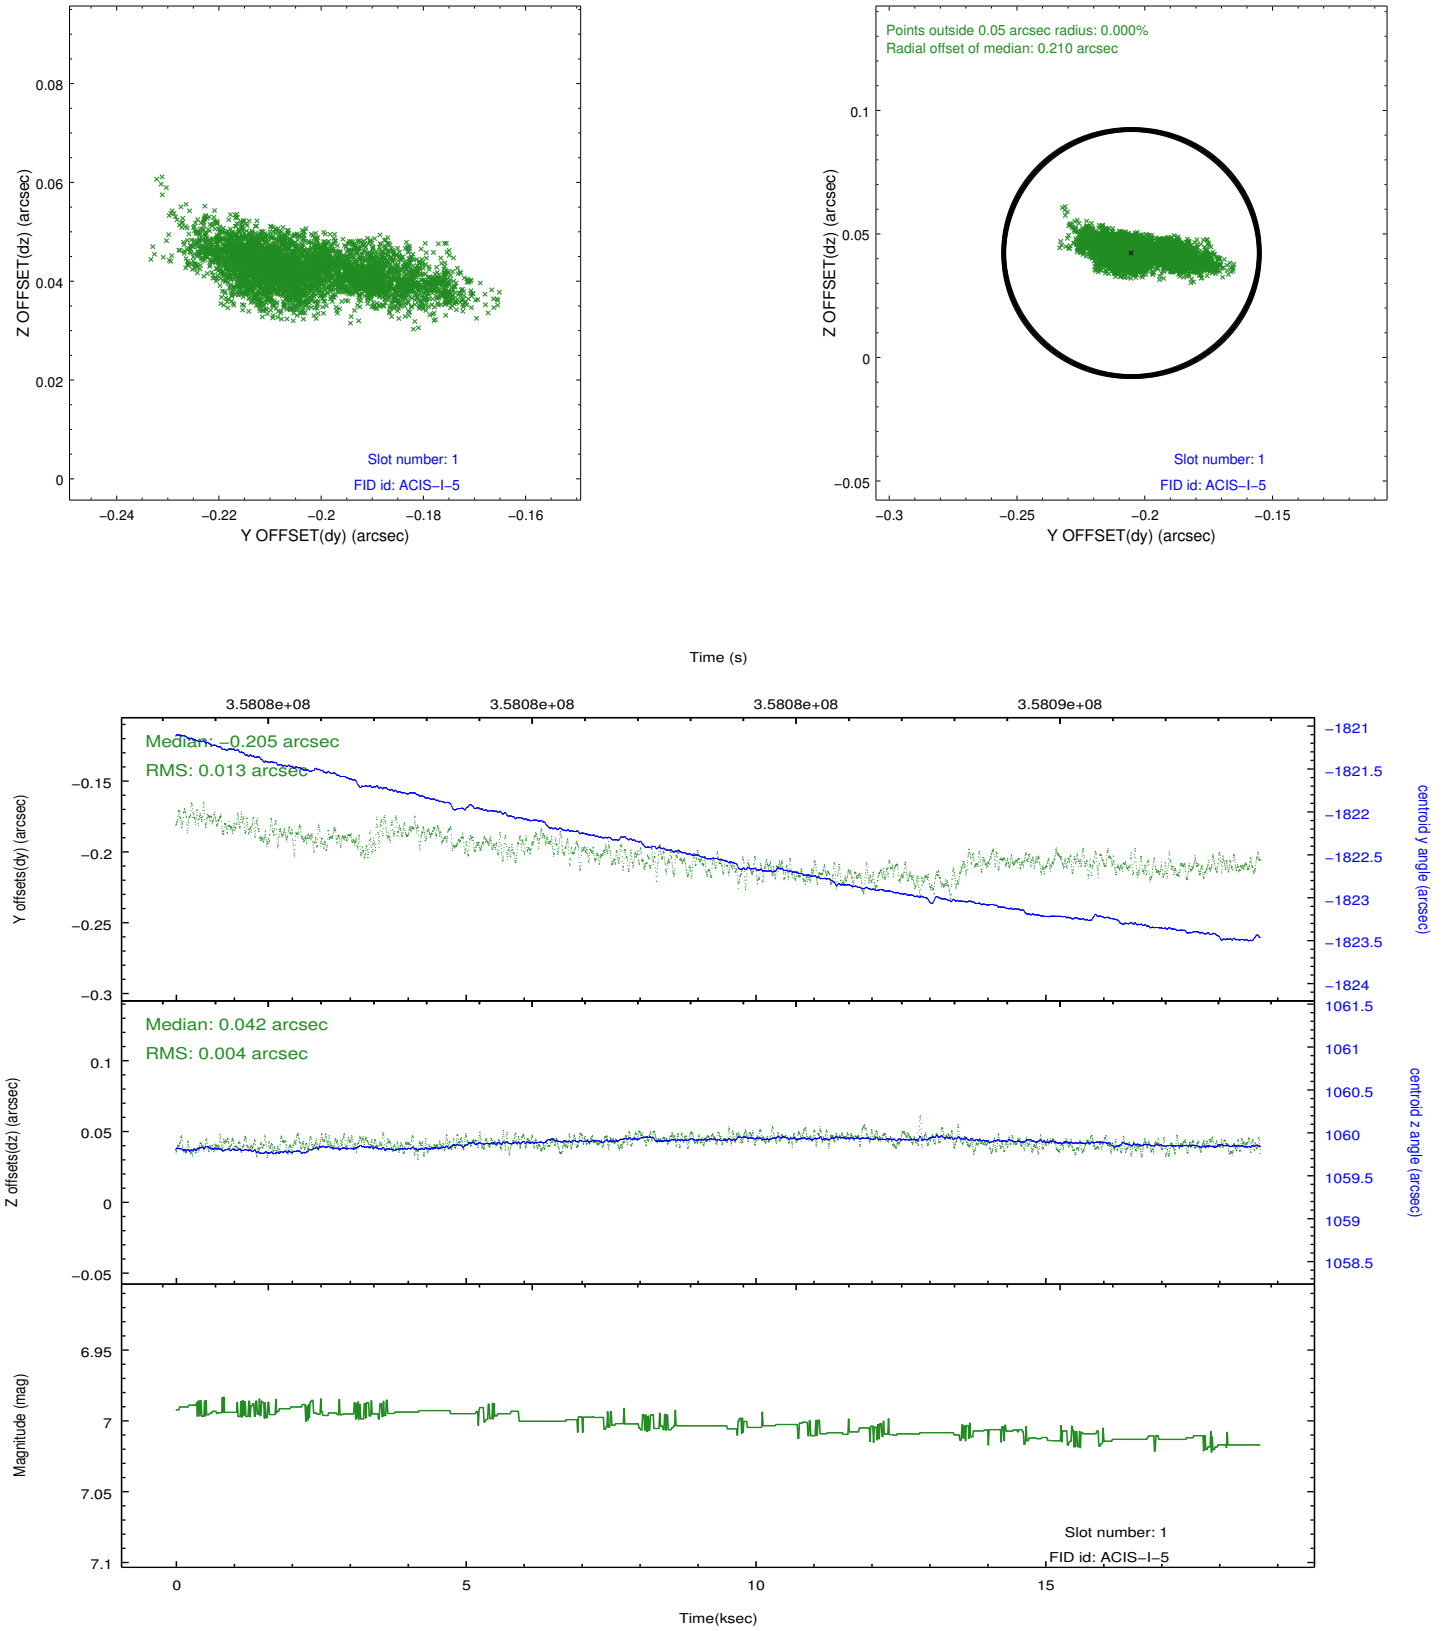 Points outside 0.05 arcsec radius: 0.000%
Radial offset of median: 0.210 arcsec
0.08
0.06
0.04
0.02
0
Z OFFSET(dz) (arcsec)
Slot number: 1
FID id: ACIS−I−5
−0.24 −0.22 −0.2 −0.18 −0.16
Y OFFSET(dy) (arcsec)
0.1
0.05
0
−0.05
Z OFFSET(dz) (arcsec)
Slot number: 1
FID id: ACIS−I−5
−0.3 −0.25 −0.2 −0.15
Y OFFSET(dy) (arcsec)
Time (s)
3.5808e+08 3.5808e+08 3.5808e+08 3.5809e+08
Median: −0.205 arcsec
RMS: 0.013 arcsec
−0.15
−0.2
−0.25
−0.3
Y offsets(dy) (arcsec)
−1821
−1821.5
−1822
−1822.5
−1823
−1823.5
−1824
centroid y angle (arcsec)
Median: 0.042 arcsec
RMS: 0.004 arcsec
0.1
0.05
0
−0.05
Z offsets(dz) (arcsec)
1061.5
1061
1060.5
1060
1059.5
1059
1058.5
centroid z angle (arcsec)
6.95
7
7.05
7.1
Magnitude (mag)
Slot number: 1
FID id: ACIS−I−5
0 5 10 15
Time(ksec)